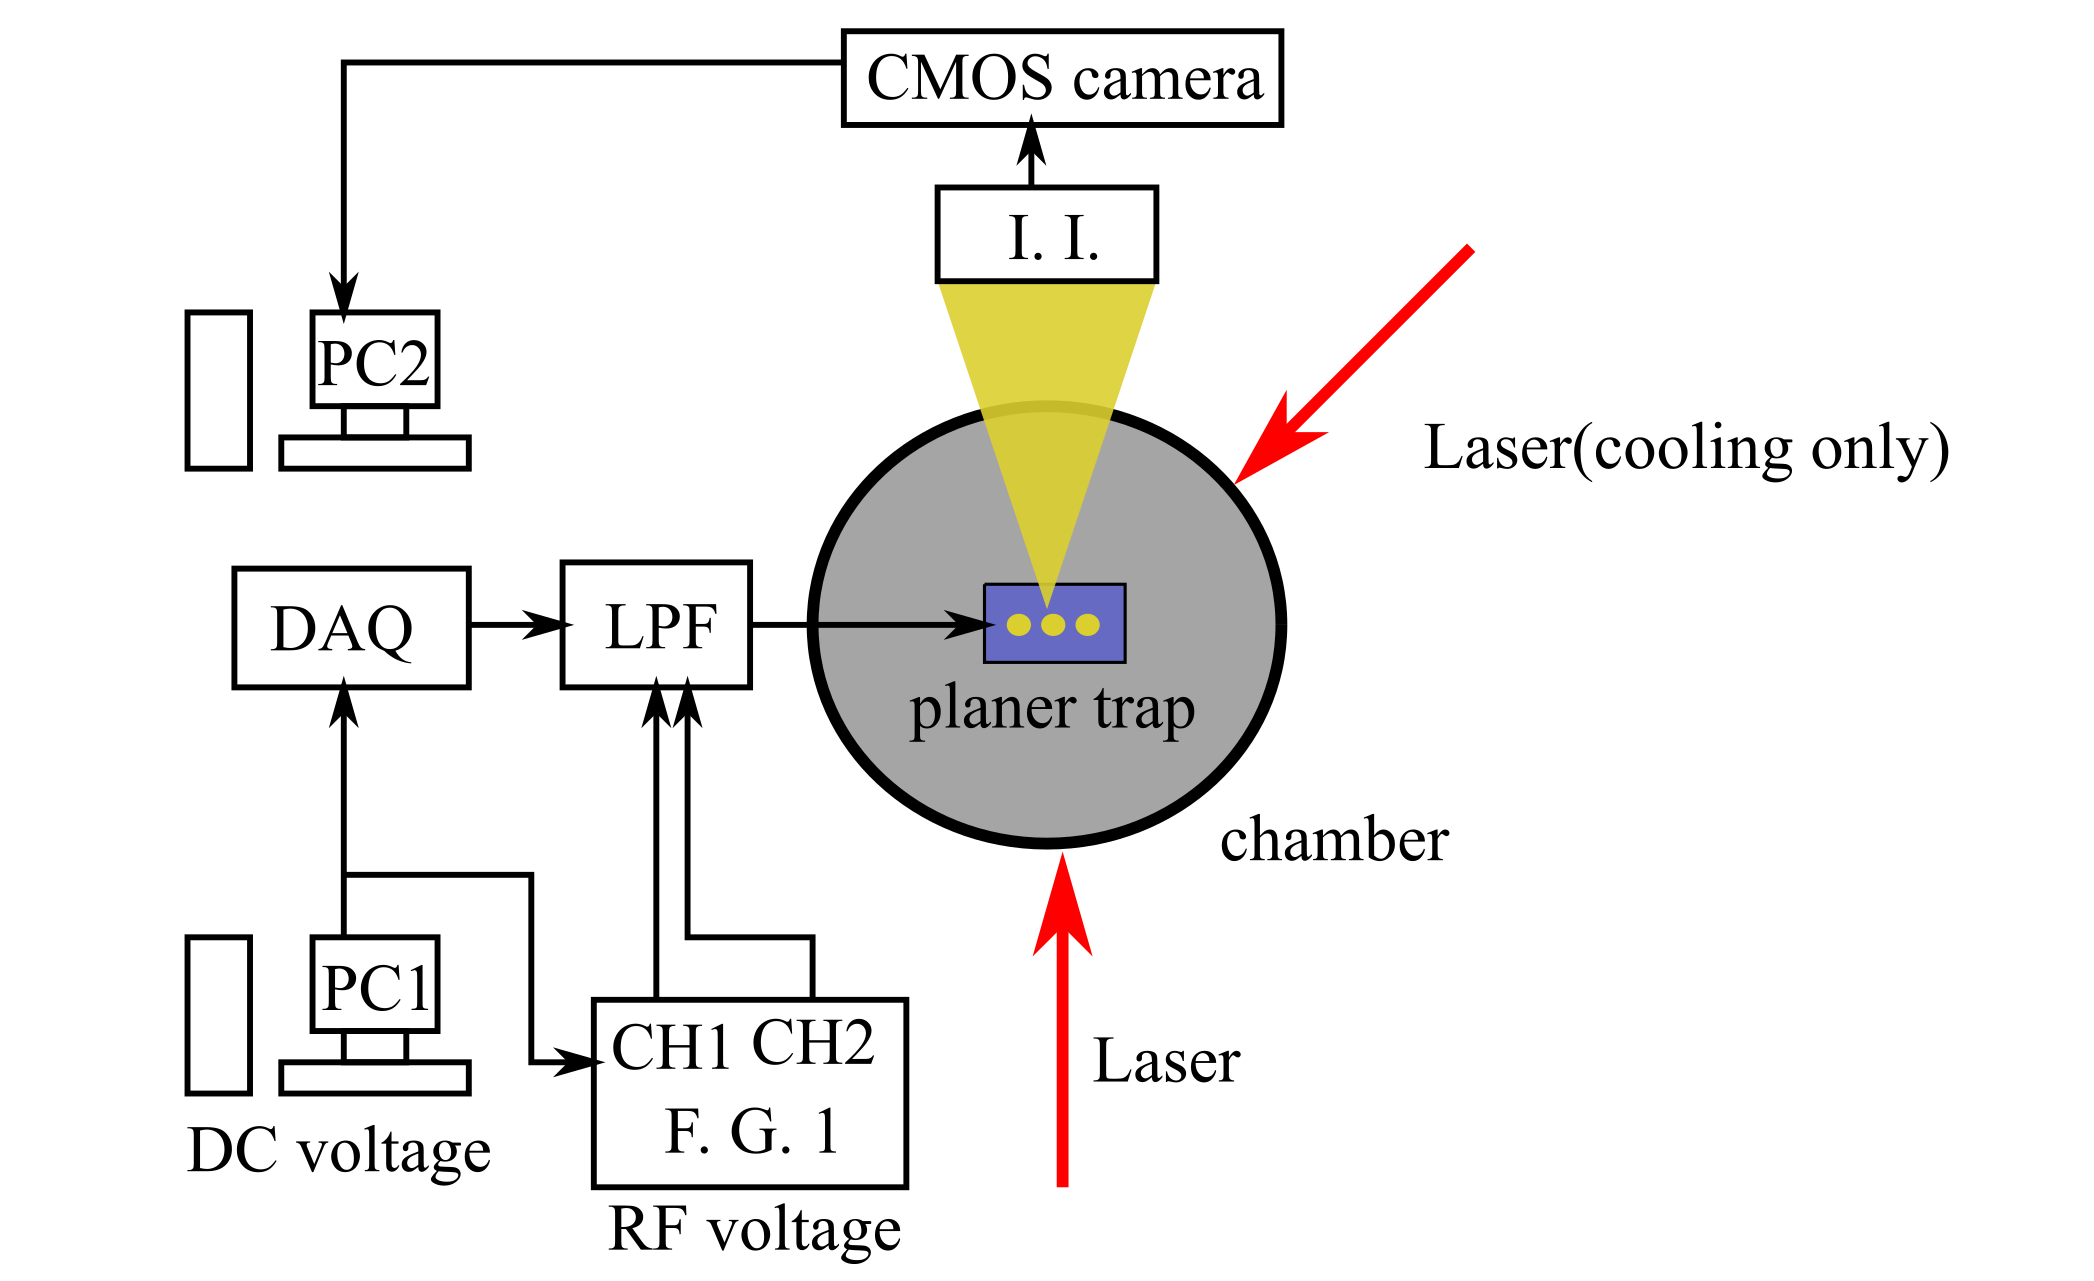 CMOS camera
I. I.
PC2
Laser(cooling only)
DAQ
LPF
planer trap
chamber
PC1
CH1 CH2
F. G. 1
Laser
DC voltage
RF voltage